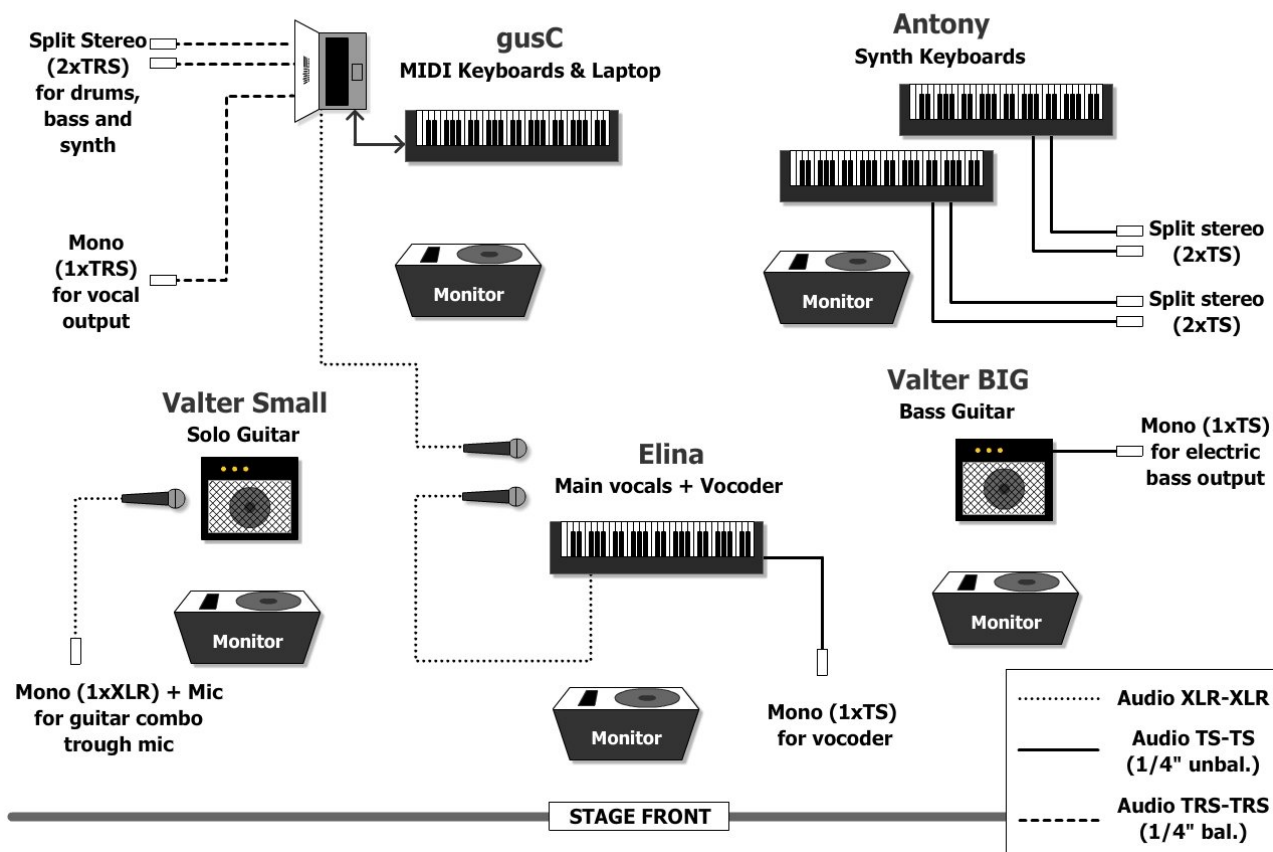 Split Stereo
(2xTRS)
for drums,
bass and
synth
gusC
MIDI Keyboards & Laptop
Antony
Synth Keyboards
Mono
(1xTRS)
for vocal
output
Monitor
Monitor
Split stereo
(2xTS)
Split stereo
(2xTS)
Valter Small
Solo Guitar
Elina
Main vocals + Vocoder
Valter BIG
Bass Guitar
Mono (1xTS)
for electric
bass output
Monitor
Monitor
Mono (1xXLR) + Mic
for guitar combo
trough mic
Monitor
Mono (1xTS)
for vocoder
Audio XLR-XLR
Audio TS-TS
(1/4" unbal.)
Audio TRS-TRS
(1/4" bal.)
STAGE FRONT